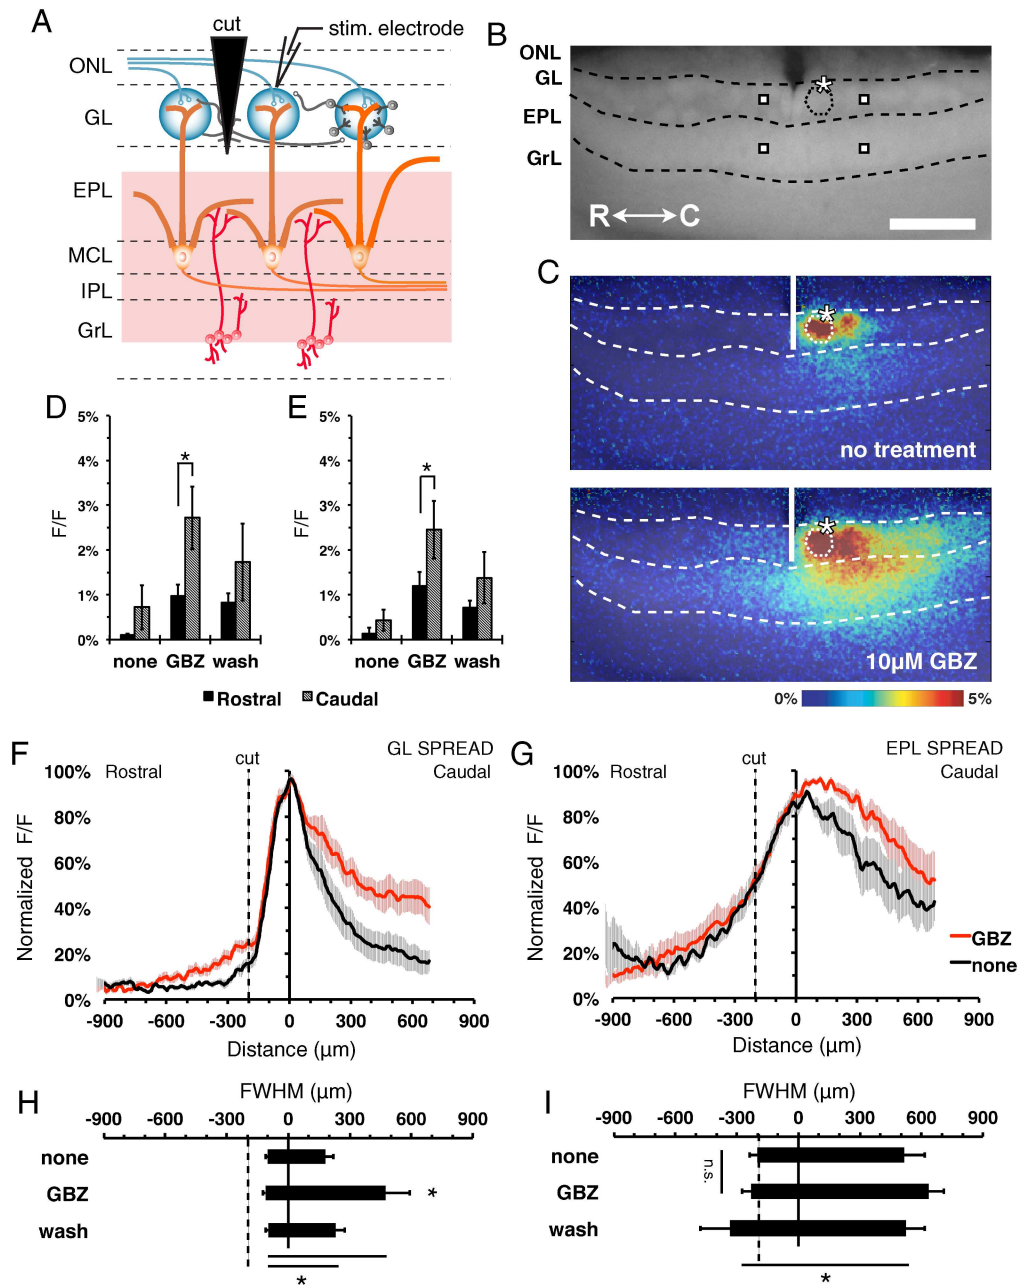 A
cut
stim. electrode
ONL
GL
EPL
MCL
IPL
GrL
B
ONL
GL
EPL
GrL
*
R
C
C
*
no treatment
*
10µM GBZ
0%
5%
D
5%
4%
3%
2%
1%
0%
F/F
*
none GBZ wash
E
5%
4%
3%
2%
1%
0%
F/F
*
none GBZ wash
Rostral Caudal
F
GL SPREAD
Rostral
cut
Caudal
100%
80%
60%
40%
20%
0%
Normalized F/F
-900 -600 -300 0 300 600 900
Distance (µm)
G
EPL SPREAD
Rostral
cut
Caudal
100%
80%
60%
40%
20%
0%
Normalized F/F
GBZ
none
-900 -600 -300 0 300 600 900
Distance (µm)
H
FWHM (µm)
-900 -600 -300 0 300 600 900
none
GBZ
*
wash
*
I
FWHM (µm)
-900 -600 -300 0 300 600 900
none
n.s.
GBZ
wash
*